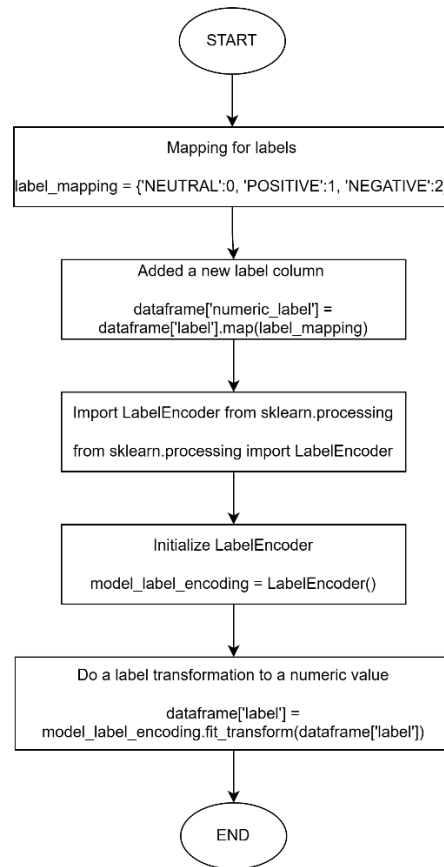 START
Mapping for labels
label_mapping = {'NEUTRAL':0, 'POSITIVE':1, 'NEGATIVE':2}
Added a new label column
dataframe['numeric_label'] =
dataframe['label'].map(label_mapping)
Import LabelEncoder from sklearn.processing
from sklearn.processing import LabelEncoder
Initialize LabelEncoder
model_label_encoding = LabelEncoder()
Do a label transformation to a numeric value
dataframe['label'] =
model_label_encoding.fit_transform(dataframe['label'])
END